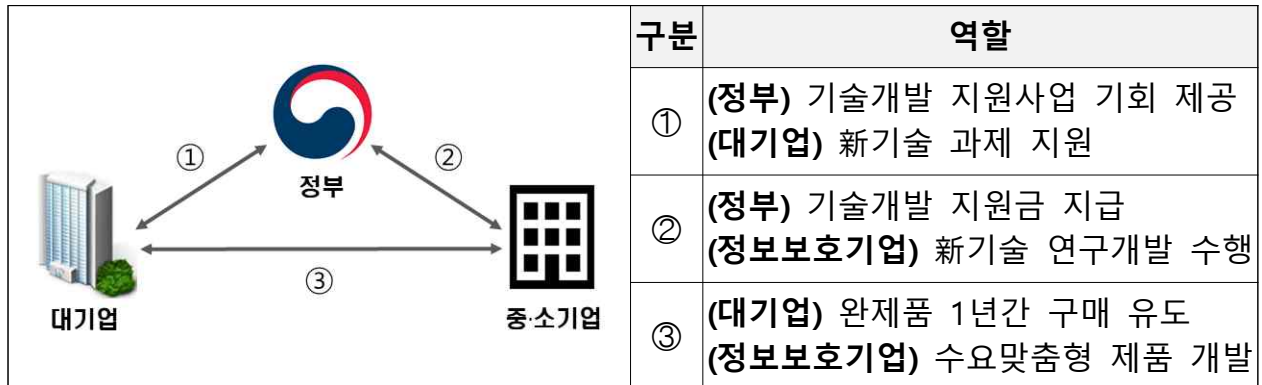 ①
②
정부
③
대기업
중·소기업
구분 역할
①
(정부) 기술개발 지원사업 기회 제공
(대기업) 新기술 과제 지원
②
(정부) 기술개발 지원금 지급
(정보보호기업) 新기술 연구개발 수행
③
(대기업) 완제품 1년간 구매 유도
(정보보호기업) 수요맞춤형 제품 개발